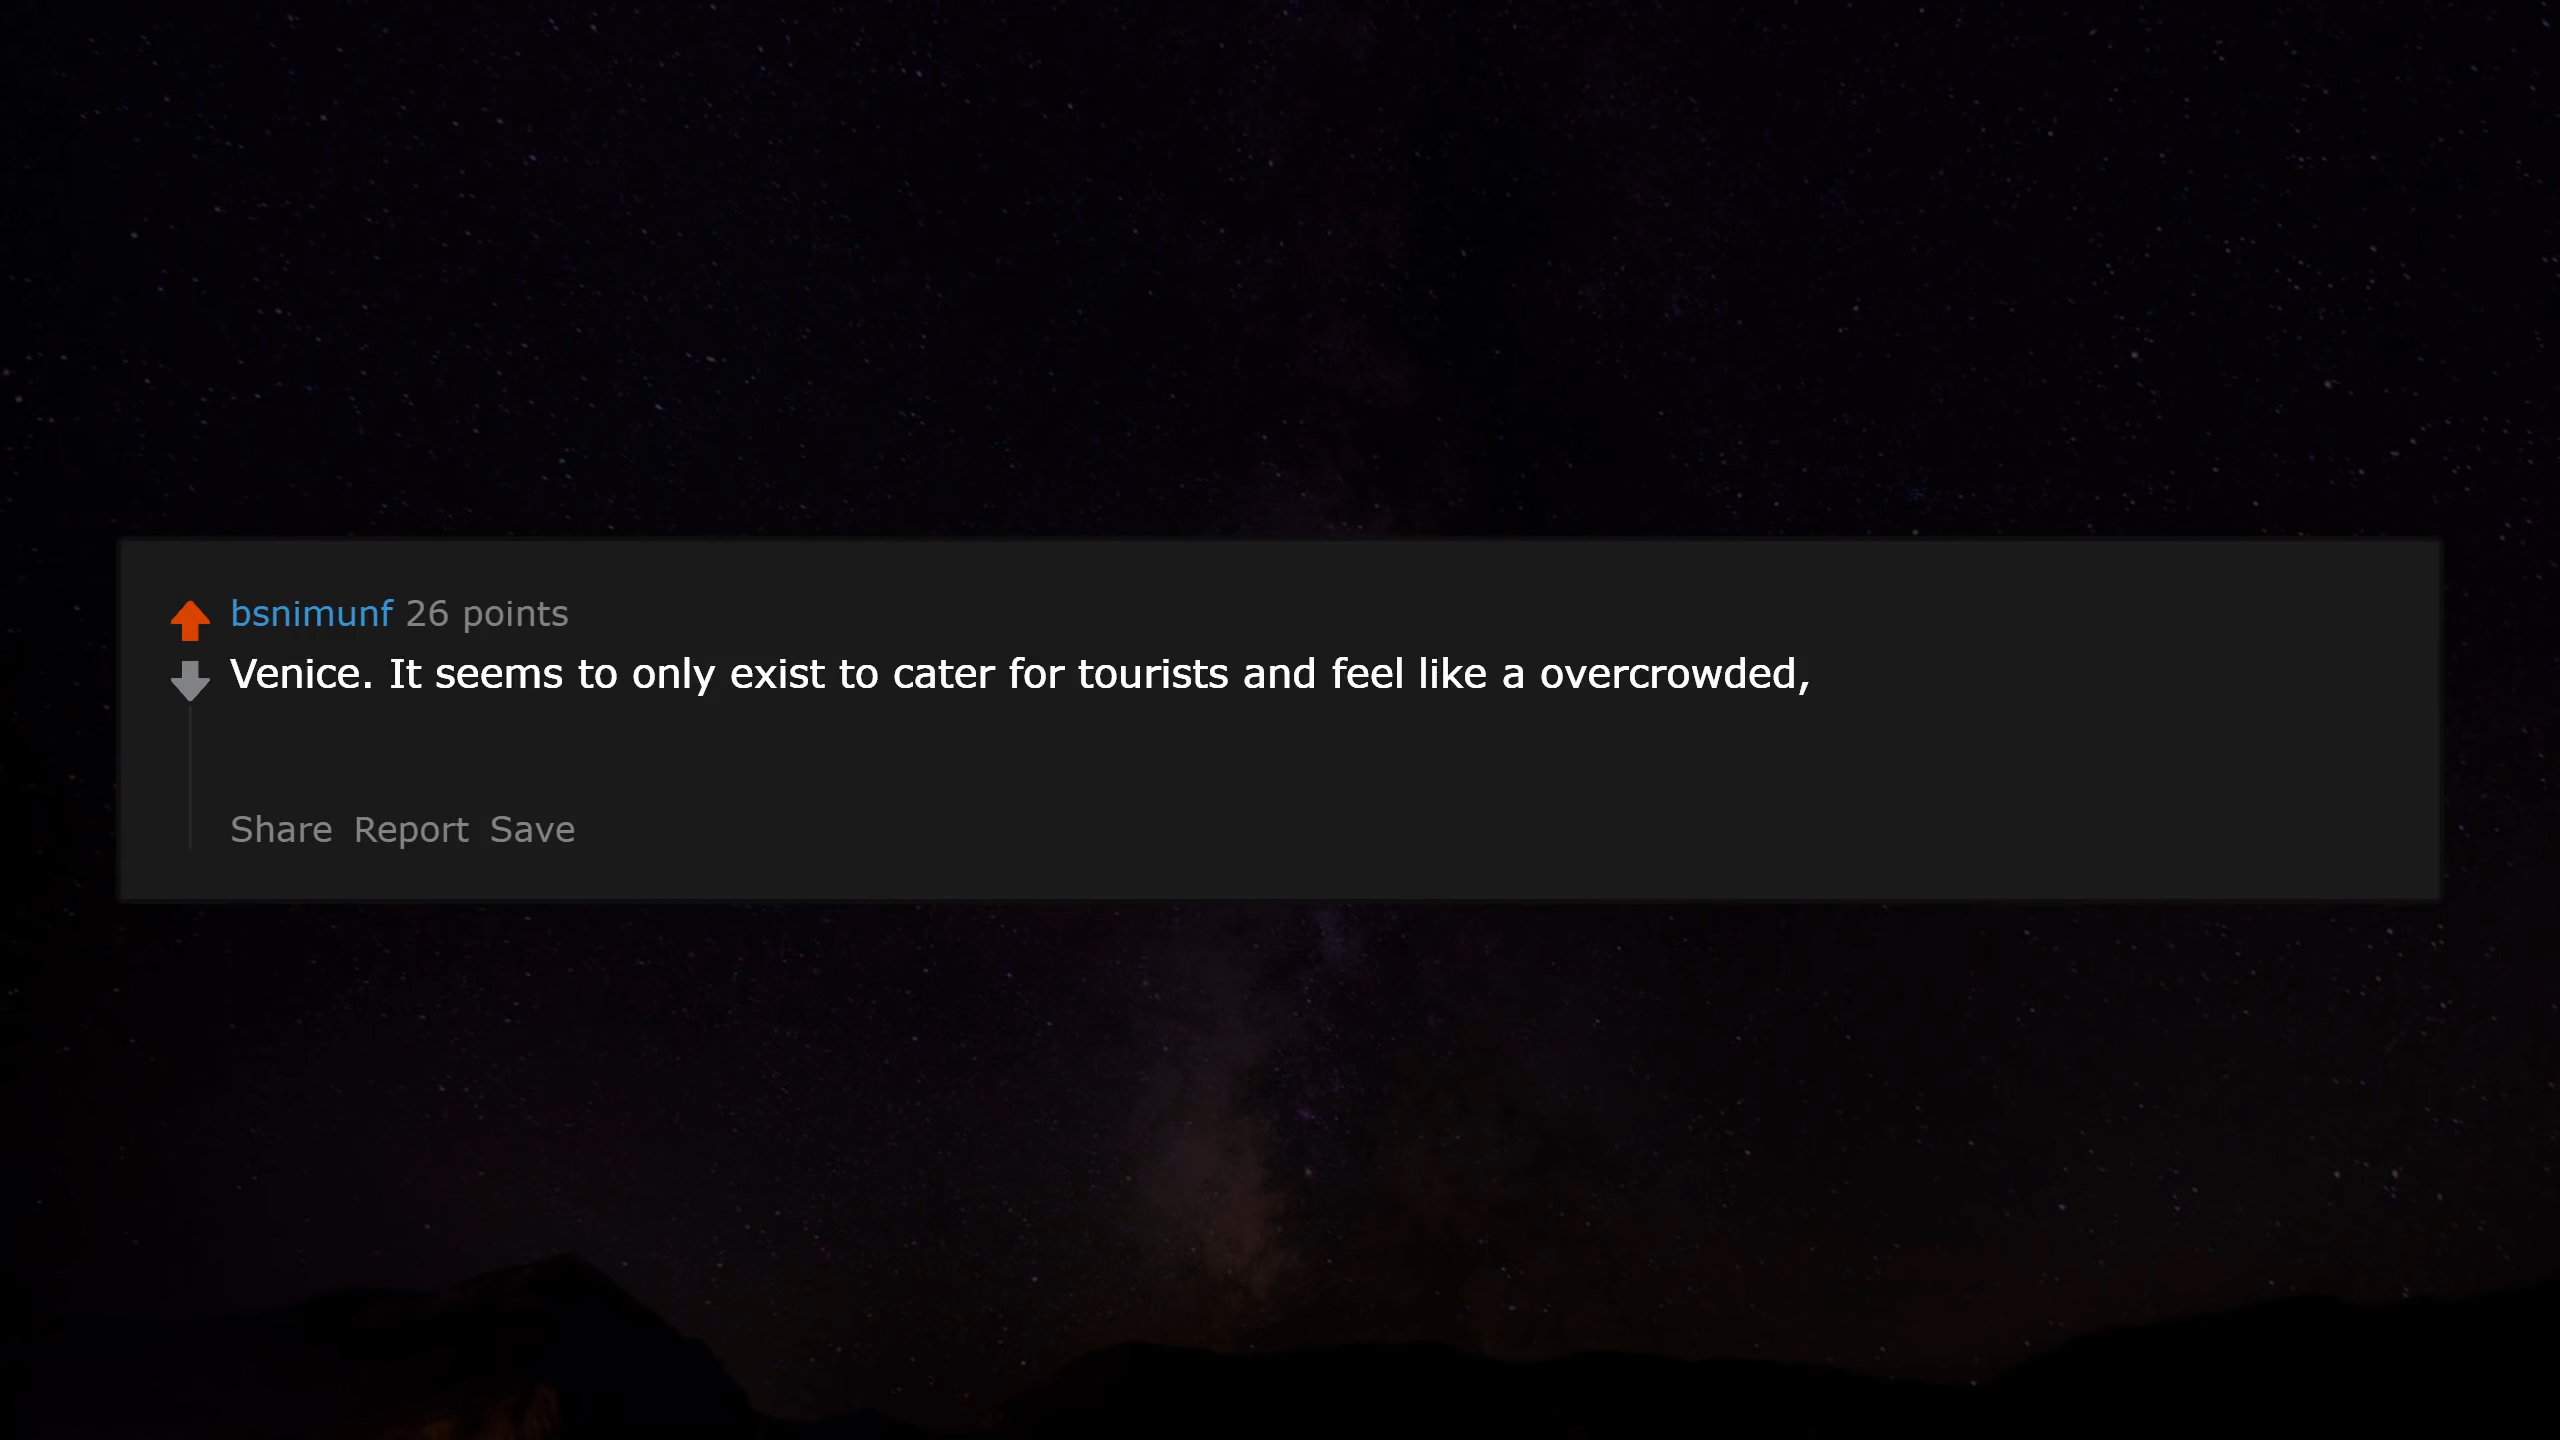 bsnimunf 26 points
Venice. It seems to only exist to cater for tourists and feel like a overcrowded,
Share Report Save